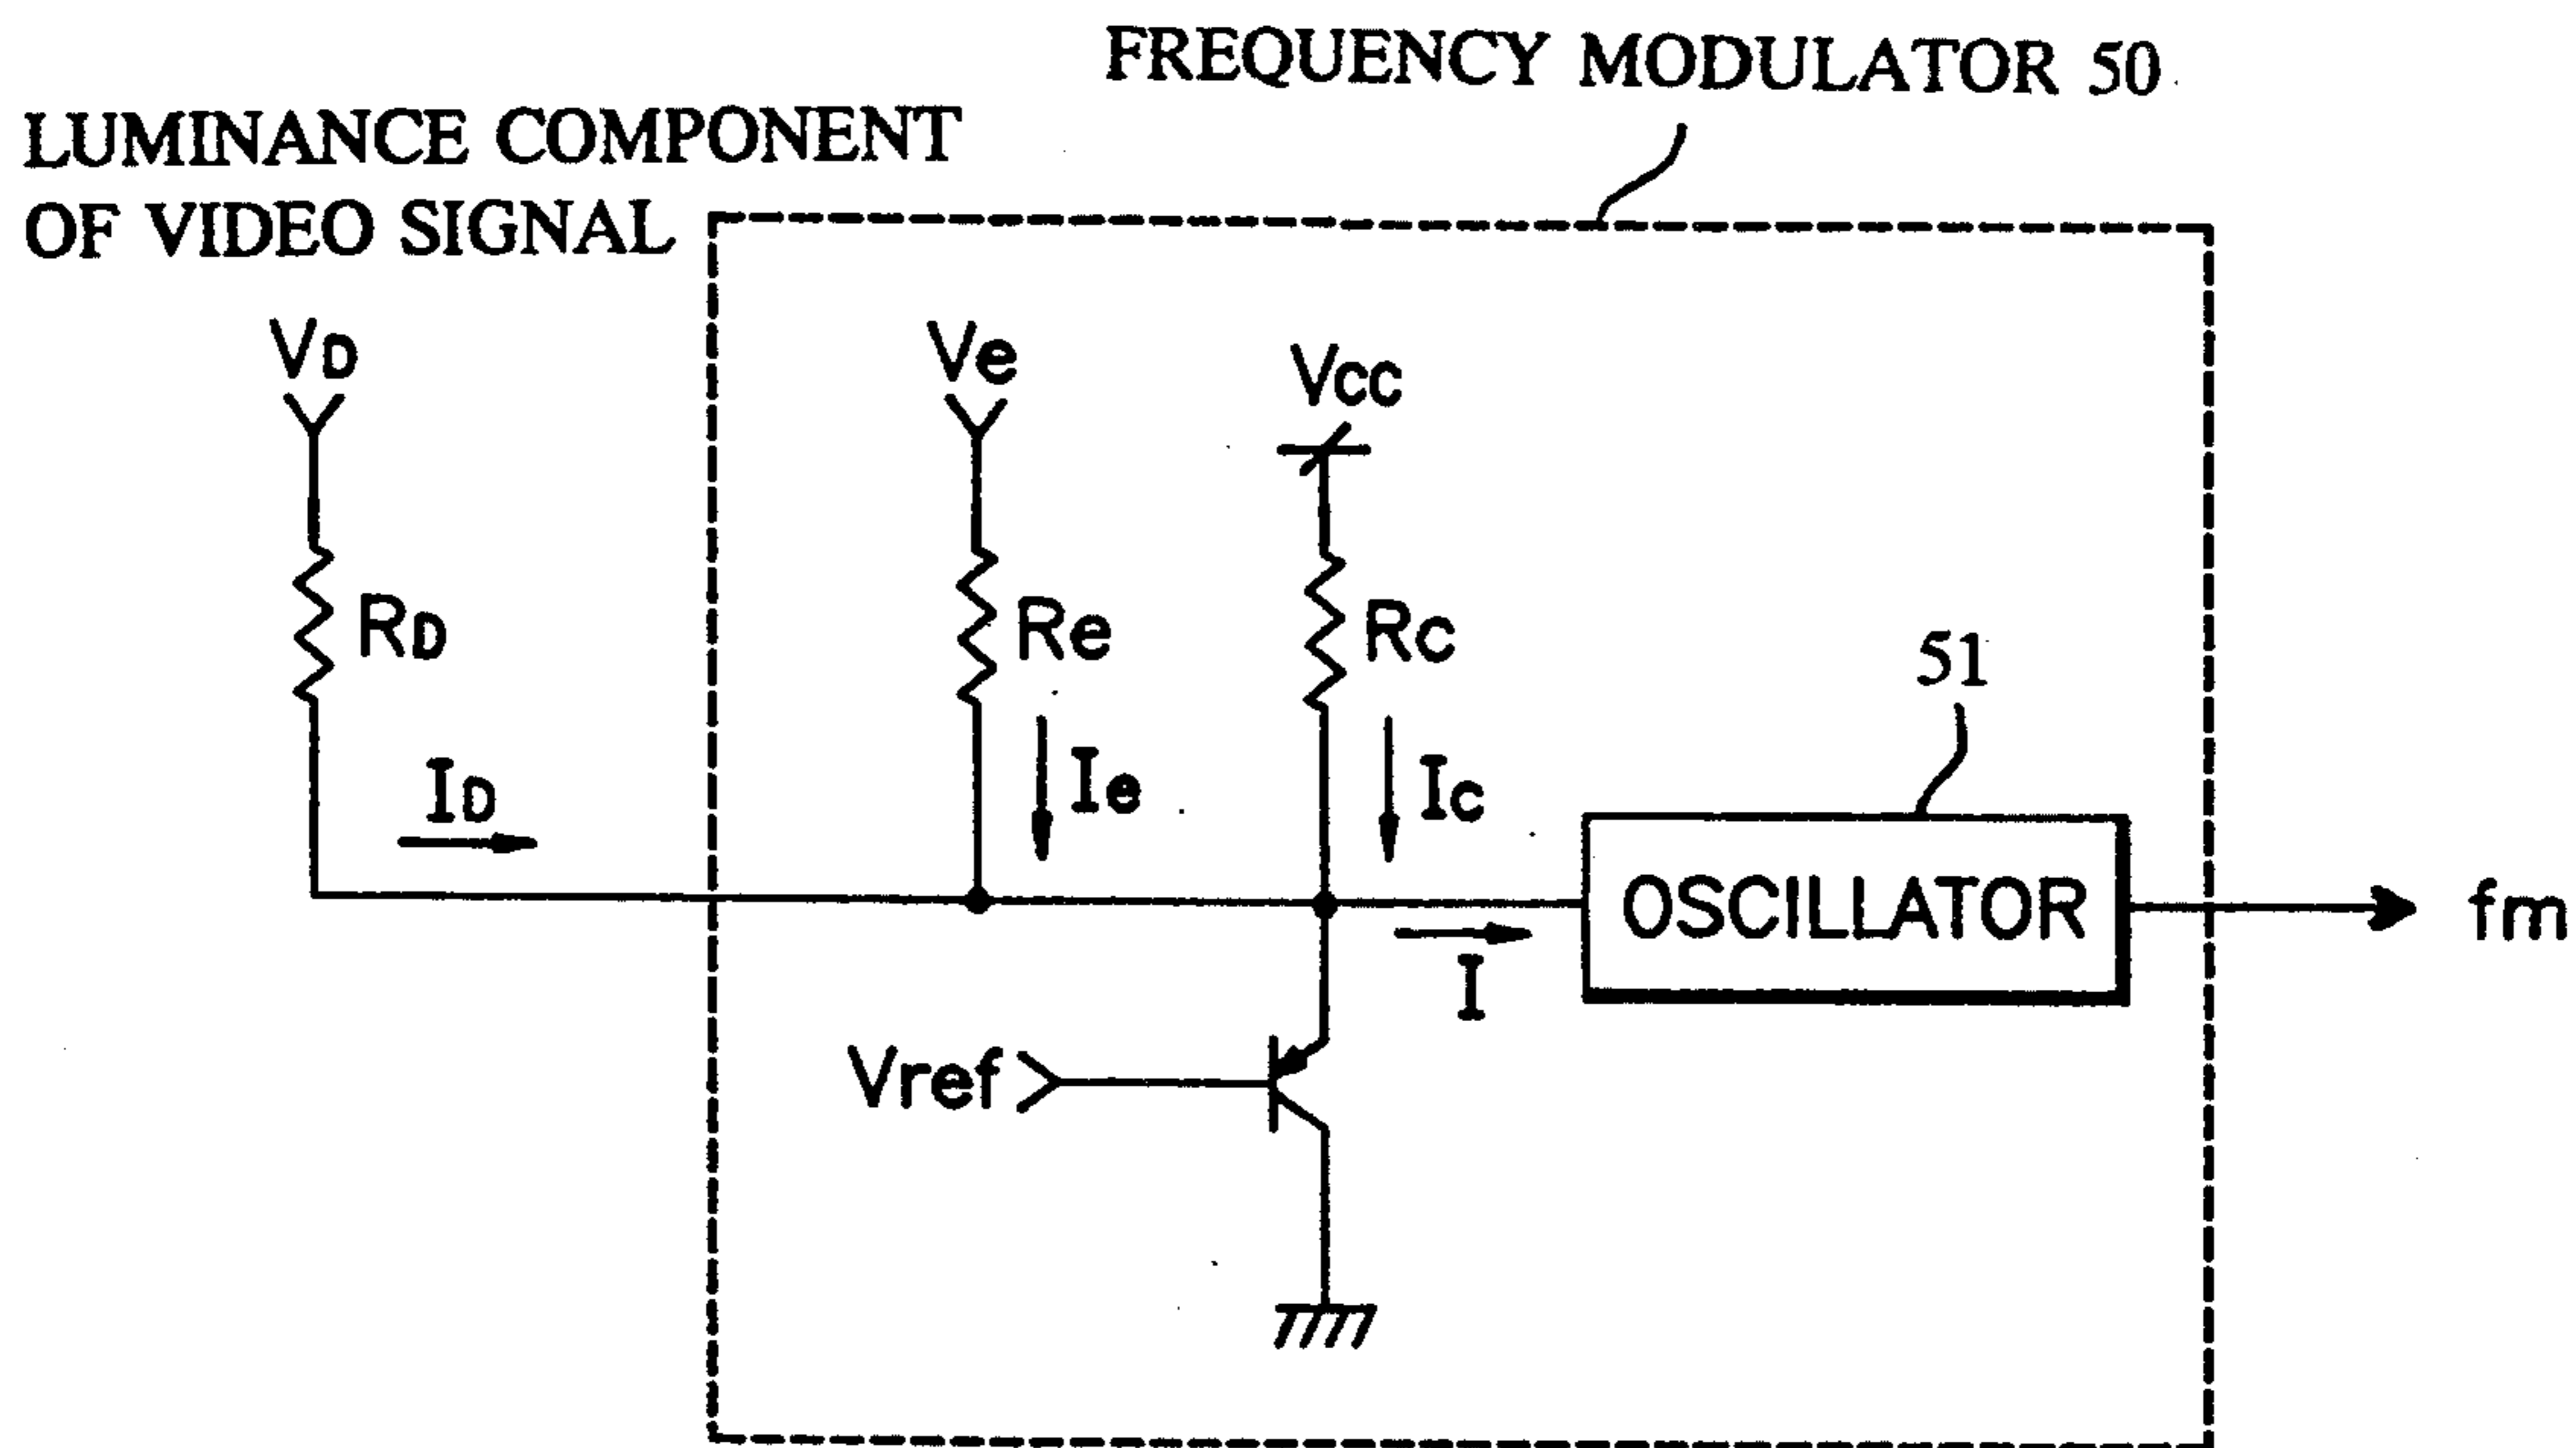 FREQUENCY MODULATOR 50
LUMINANCE COMPONENT
OF VIDEO SIGNAL
VD
Ve
Vcc
RD
Re
Rc
51
ID
Ie
Ic
OSCILLATOR
fm
I
Vref